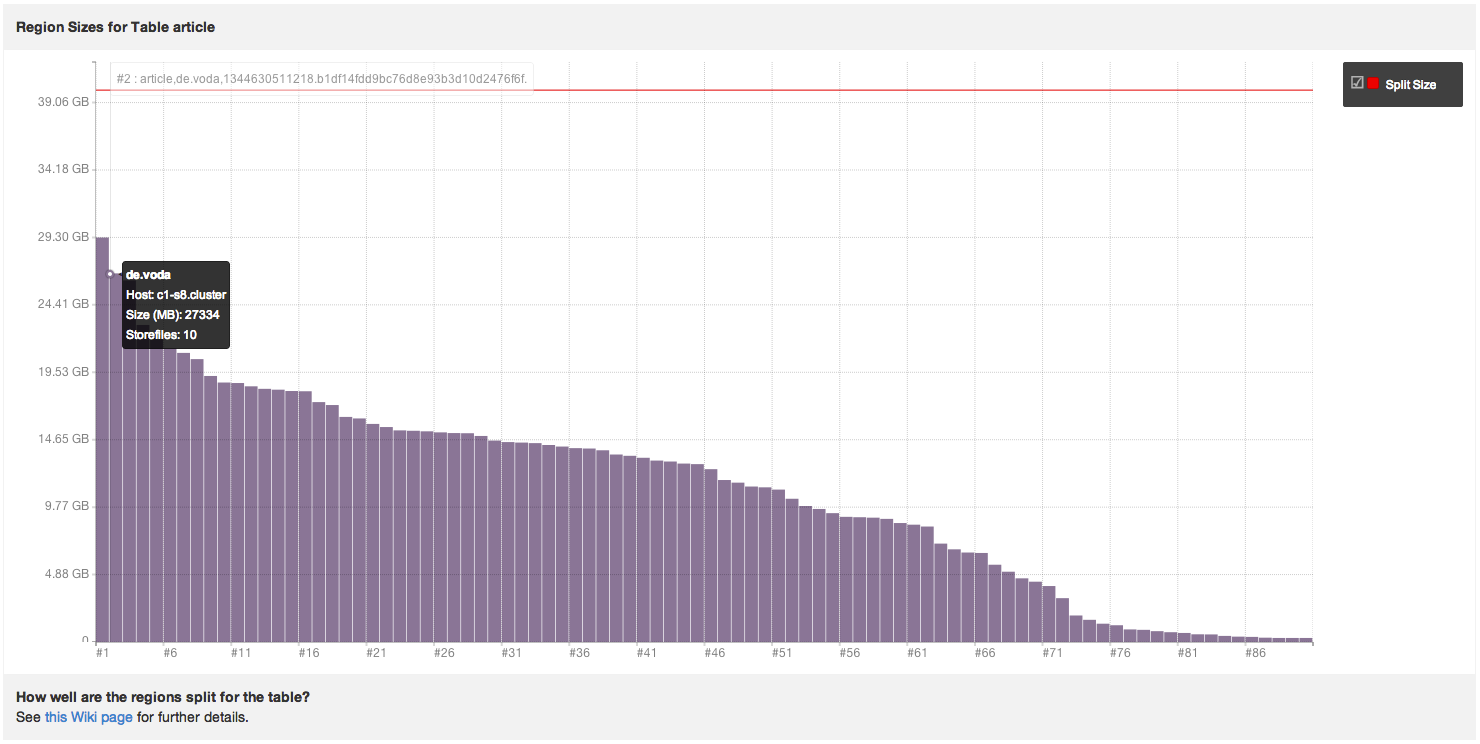 Region Sizes for Table article
#2 : article,de.voda,1344630511218.b1df14fdd9bc76d8e93b3d10d2476f6f.
Split Size
39.06 GB
34.18 GB
29.30 GB
24.41 GB
19.53 GB
14.65 GB
9.77 GB
4.88 GB
0
de.voda
Host: c1-s8.cluster
Size (MB): 27334
Storefiles: 10
#1 #6 #11 #16 #21 #26 #31 #36 #41 #46 #51 #56 #61 #66 #71 #76 #81 #86
How well are the regions split for the table?
See this Wiki page for further details.